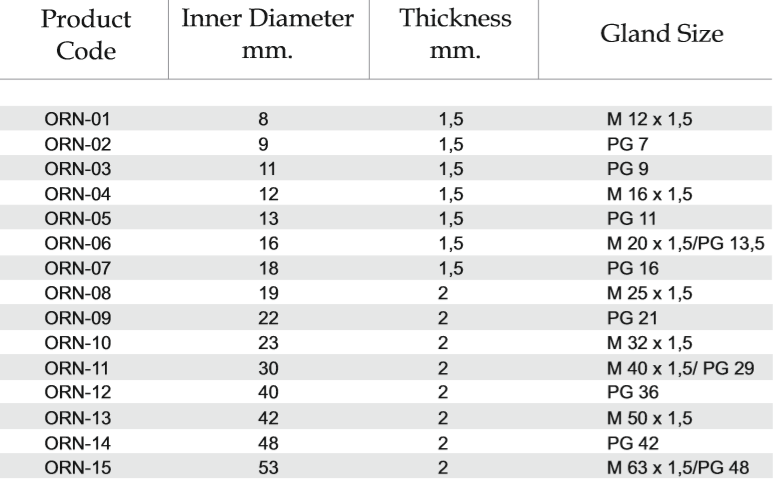 Product Code Inner Diameter mm. Thickness mm. Gland Size
ORN-01 8 1,5 M 12 x 1,5
ORN-02 9 1,5 PG 7
ORN-03 11 1,5 PG 9
ORN-04 12 1,5 M 16 x 1,5
ORN-05 13 1,5 PG 11
ORN-06 16 1,5 M 20 x 1,5/PG 13,5
ORN-07 18 1,5 PG 16
ORN-08 19 2 M 25 x 1,5
ORN-09 22 2 PG 21
ORN-10 23 2 M 32 x 1,5
ORN-11 30 2 M 40 x 1,5/ PG 29
ORN-12 40 2 PG 36
ORN-13 42 2 M 50 x 1,5
ORN-14 48 2 PG 42
ORN-15 53 2 M 63 x 1,5/PG 48